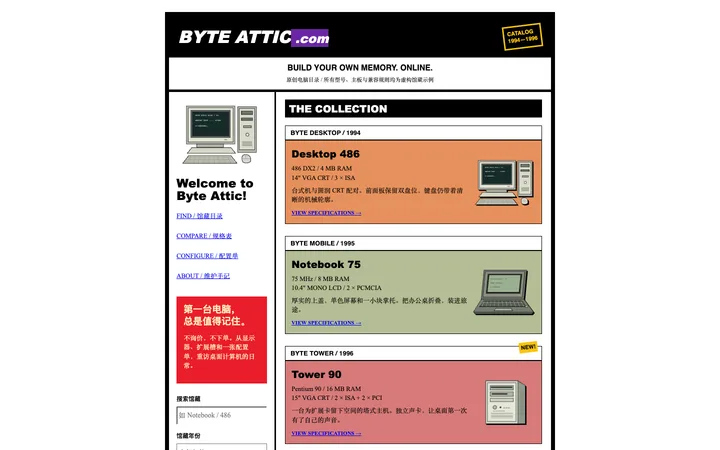 BYTE ATTIC .com
CATALOG
1994—1996
BUILD YOUR OWN MEMORY. ONLINE.
原创电脑目录 / 所有型号、主板与兼容规则均为虚构馆藏示例
Welcome to
Byte Attic!
FIND / 馆藏目录
COMPARE / 规格表
CONFIGURE / 配置单
ABOUT / 维护手记
第一台电脑，
总是值得记住。
不询价，不下单。从显示
器、扩展槽和一张配置
单，重访桌面计算机的日
常。
搜索馆藏
如 Notebook / 486
馆藏年份
THE COLLECTION
BYTE DESKTOP / 1994
Desktop 486
486 DX2 / 4 MB RAM
14" VGA CRT / 3 × ISA
台式机与圆润 CRT 配对。前面板保留双盘位，键盘仍带着清
晰的机械轮廓。
VIEW SPECIFICATIONS →
BYTE MOBILE / 1995
Notebook 75
75 MHz / 8 MB RAM
10.4" MONO LCD / 2 × PCMCIA
厚实的上盖、单色屏幕和一小块掌托。把办公桌折叠，装进旅
途。
VIEW SPECIFICATIONS →
BYTE TOWER / 1996
NEW!
Tower 90
Pentium 90 / 16 MB RAM
15" VGA CRT / 2 × ISA + 2 × PCI
一台为扩展卡留下空间的塔式主机。独立声卡，让桌面第一次
有了自己的声音。
VIEW SPECIFICATIONS →